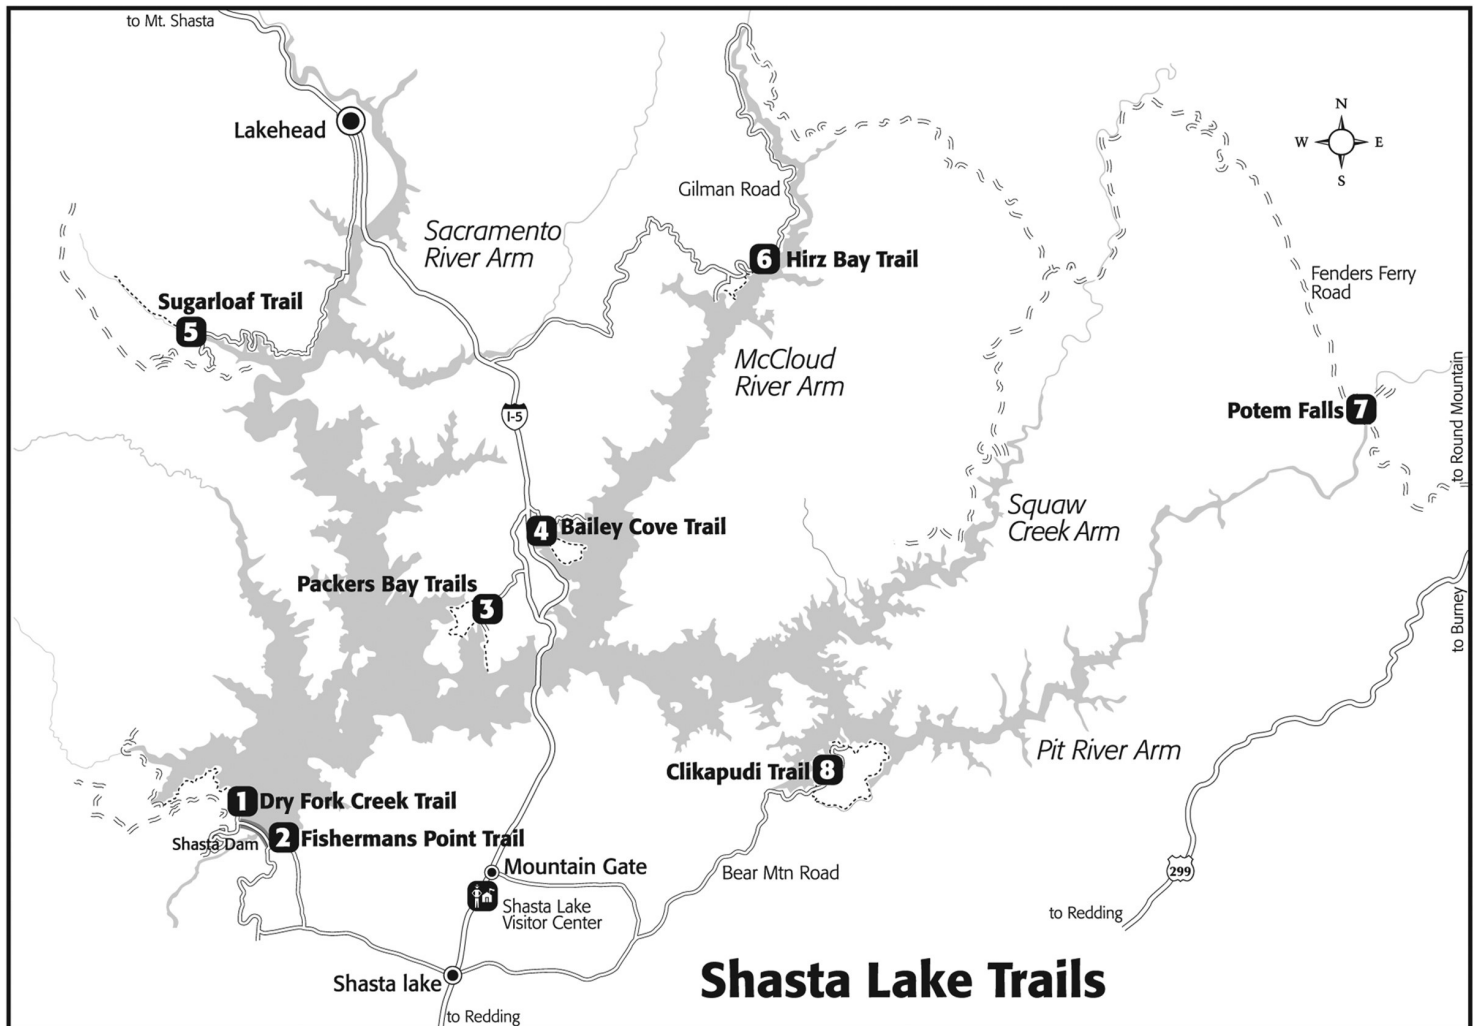 to Mt. Shasta
Lakehead
N
W
E
S
Gilman Road
Sacramento
River Arm
6
Hirz Bay Trail
Fenders Ferry
Road
Sugarloaf Trail
5
McCloud
River Arm
I-5
Potem Falls
7
to Round Mountain
Squaw
Creek Arm
4
Bailey Cove Trail
Packers Bay Trails
3
to Burney
Pit River Arm
Clikapudi Trail
8
1
Dry Fork Creek Trail
Shasta Dam
2
Fishermans Point Trail
Mountain Gate
Bear Mtn Road
299
Shasta Lake
Visitor Center
to Redding
Shasta lake
Shasta Lake Trails
to Redding